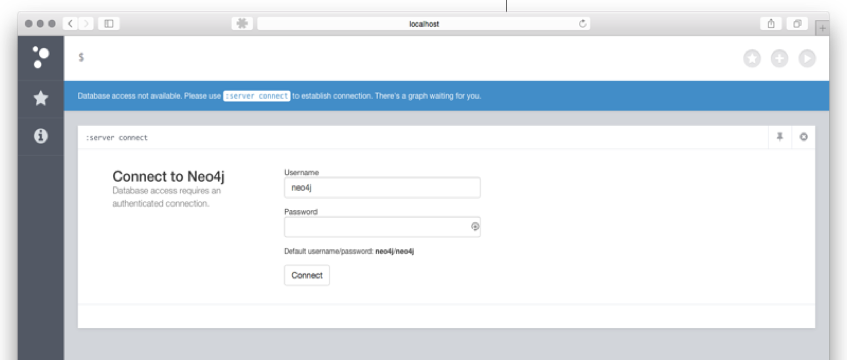 localhost
$
Database access not available. Please use :server connect to establish connection. There's a graph waiting for you.
:server connect
Connect to Neo4j
Database access requires an
authenticated connection.
Username
neo4j
Password
Default username/password: neo4j/neo4j
Connect